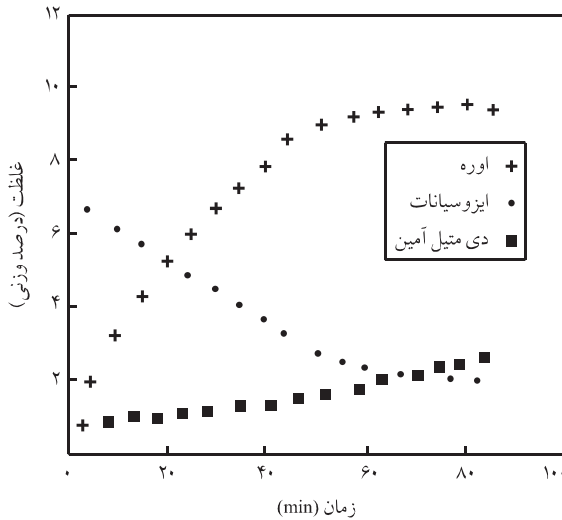 ۱۲
۱۰
۸
۶
۴
۲
غلظت (درصد وزنی)
اوره
ایزوسیانات
دی متیل آمین
۰ ۲۰ ۴۰ ۶۰ ۸۰ ۱۰۰
زمان (min)